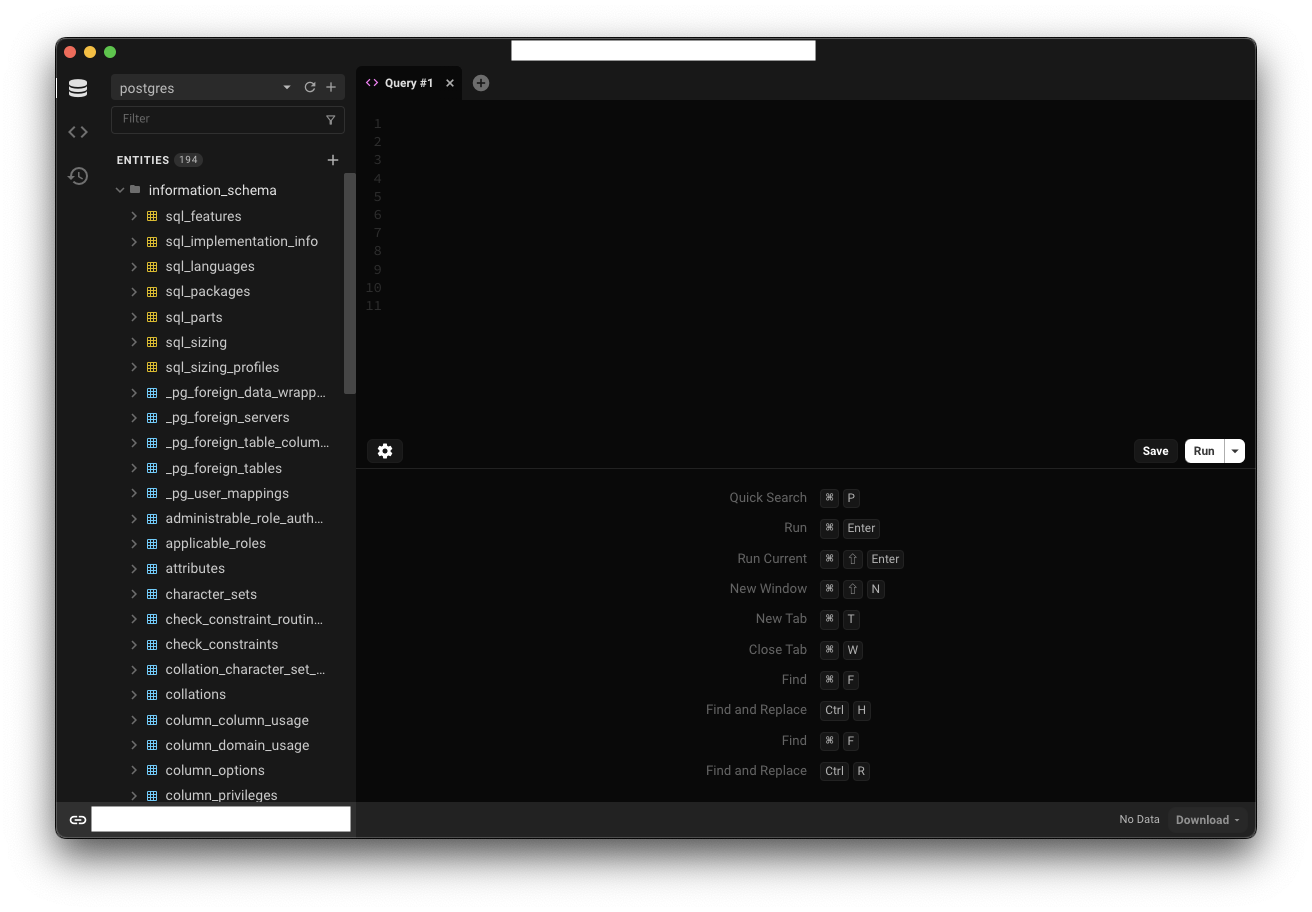 postgres
Filter
ENTITIES 194
information_schema
sql_features
sql_implementation_info
sql_languages
sql_packages
sql_parts
sql_sizing
sql_sizing_profiles
_pg_foreign_data_wrapp...
_pg_foreign_servers
_pg_foreign_table_colum...
_pg_foreign_tables
_pg_user_mappings
administrable_role_auth...
applicable_roles
attributes
character_sets
check_constraint_routin...
check_constraints
collation_character_set_...
collations
column_column_usage
column_domain_usage
column_options
column_privileges
Query #1
1
2
3
4
5
6
7
8
9
10
11
Save Run
Quick Search ⌘ P
Run ⌘ Enter
Run Current ⌘ ⇧ Enter
New Window ⌘ ⇧ N
New Tab ⌘ T
Close Tab ⌘ W
Find ⌘ F
Find and Replace Ctrl H
Find ⌘ F
Find and Replace Ctrl R
No Data Download